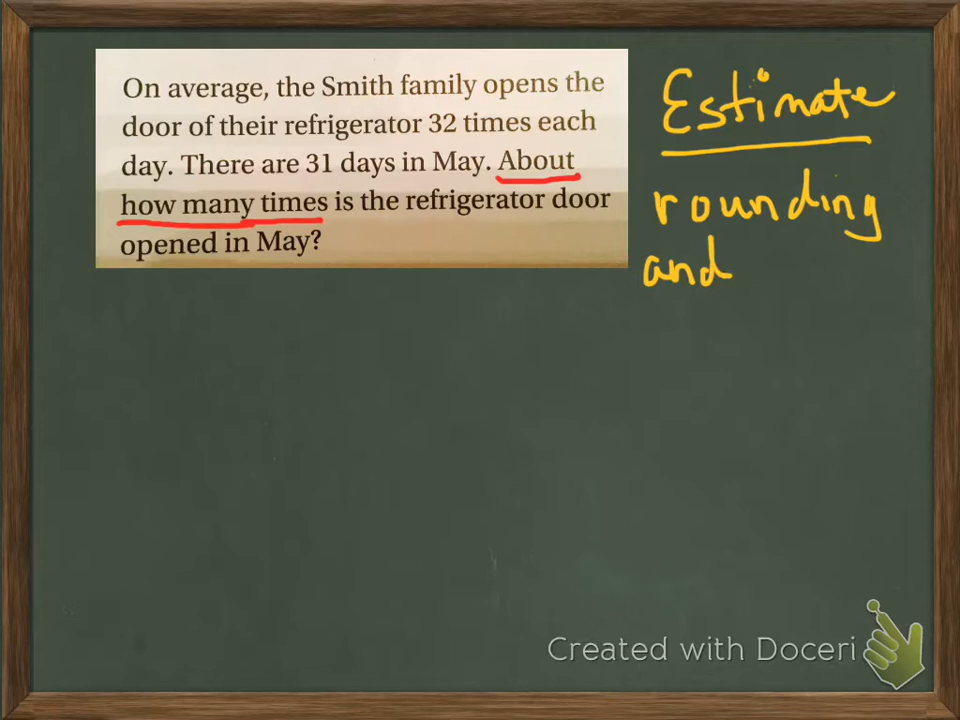 On average, the Smith family opens the
door of their refrigerator 32 times each
day. There are 31 days in May. About
how many times is the refrigerator door
opened in May?
Estimate
rounding
and
Created with Doceri